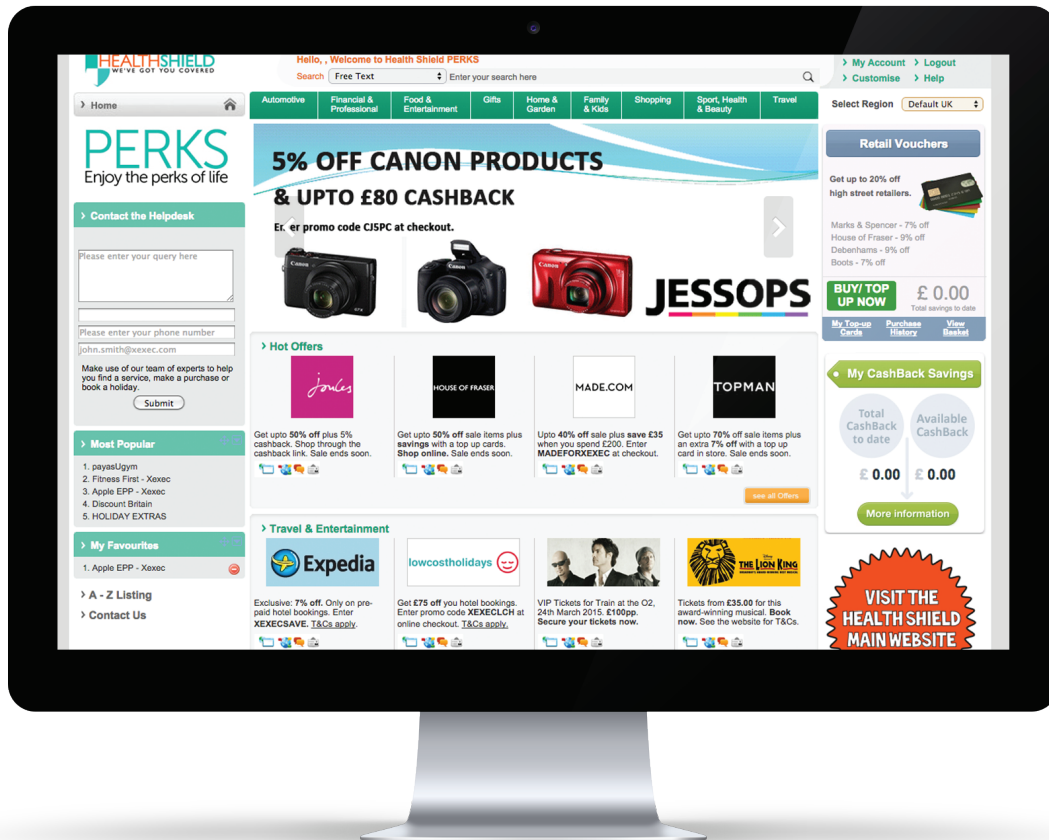 HEALTHSHIELD
WE'VE GOT YOU COVERED
Hello, , Welcome to Health Shield PERKS
Search Free Text Enter your search here
> My Account > Logout
> Customise > Help
> Home
Automotive
Financial &
Professional
Food &
Entertainment
Gifts
Home &
Garden
Family
& Kids
Shopping
Sport, Health
& Beauty
Travel
Select Region Default UK
PERKS
Enjoy the perks of life
> Contact the Helpdesk
Please enter your query here
Please enter your phone number
john.smith@xexec.com
Make use of our team of experts to help
you find a service, make a purchase or
book a holiday.
Submit
> Most Popular
1. payasUgym
2. Fitness First - Xexec
3. Apple EPP - Xexec
4. Discount Britain
5. HOLIDAY EXTRAS
> My Favourites
1. Apple EPP - Xexec
> A - Z Listing
> Contact Us
5% OFF CANON PRODUCTS
& UPTO £80 CASHBACK
Enter promo code CJ5PC at checkout.
Canon
Canon
Canon
JESSOPS
> Hot Offers
Joules
HOUSE OF FRASER
MADE.COM
TOPMAN
Get upto 50% off plus 5%
cashback. Shop through the
cashback link. Sale ends soon.
Get upto 50% off sale items plus
savings with a top up cards.
Shop online. Sale ends soon.
Upto 40% off sale plus save £35
when you spend £200. Enter
MADEFORXEXEC at checkout.
Get upto 70% off sale items plus
an extra 7% off with a top up
card in store. Sale ends soon.
see all Offers
> Travel & Entertainment
Expedia
lowcostholidays
Disney
THE LION KING
Exclusive: 7% off. Only on pre-
paid hotel bookings. Enter
XEXECSAVE. T&Cs apply.
Get £75 off you hotel bookings.
Enter promo code XEXECLCH at
online checkout. T&Cs apply.
VIP Tickets for Train at the O2,
24th March 2015. £100pp.
Secure your tickets now.
Tickets from £35.00 for this
award-winning musical. Book
now. See the website for T&Cs.
Retail Vouchers
Get up to 20% off
high street retailers.
Marks & Spencer - 7% off
House of Fraser - 9% off
Debenhams - 9% off
Boots - 7% off
BUY/ TOP
UP NOW
£ 0.00
Total savings to date
My Top-up
Cards
Purchase
History
View
Basket
My CashBack Savings
Total
CashBack
to date
Available
CashBack
£ 0.00 £ 0.00
More information
VISIT THE
HEALTH SHIELD
MAIN WEBSITE